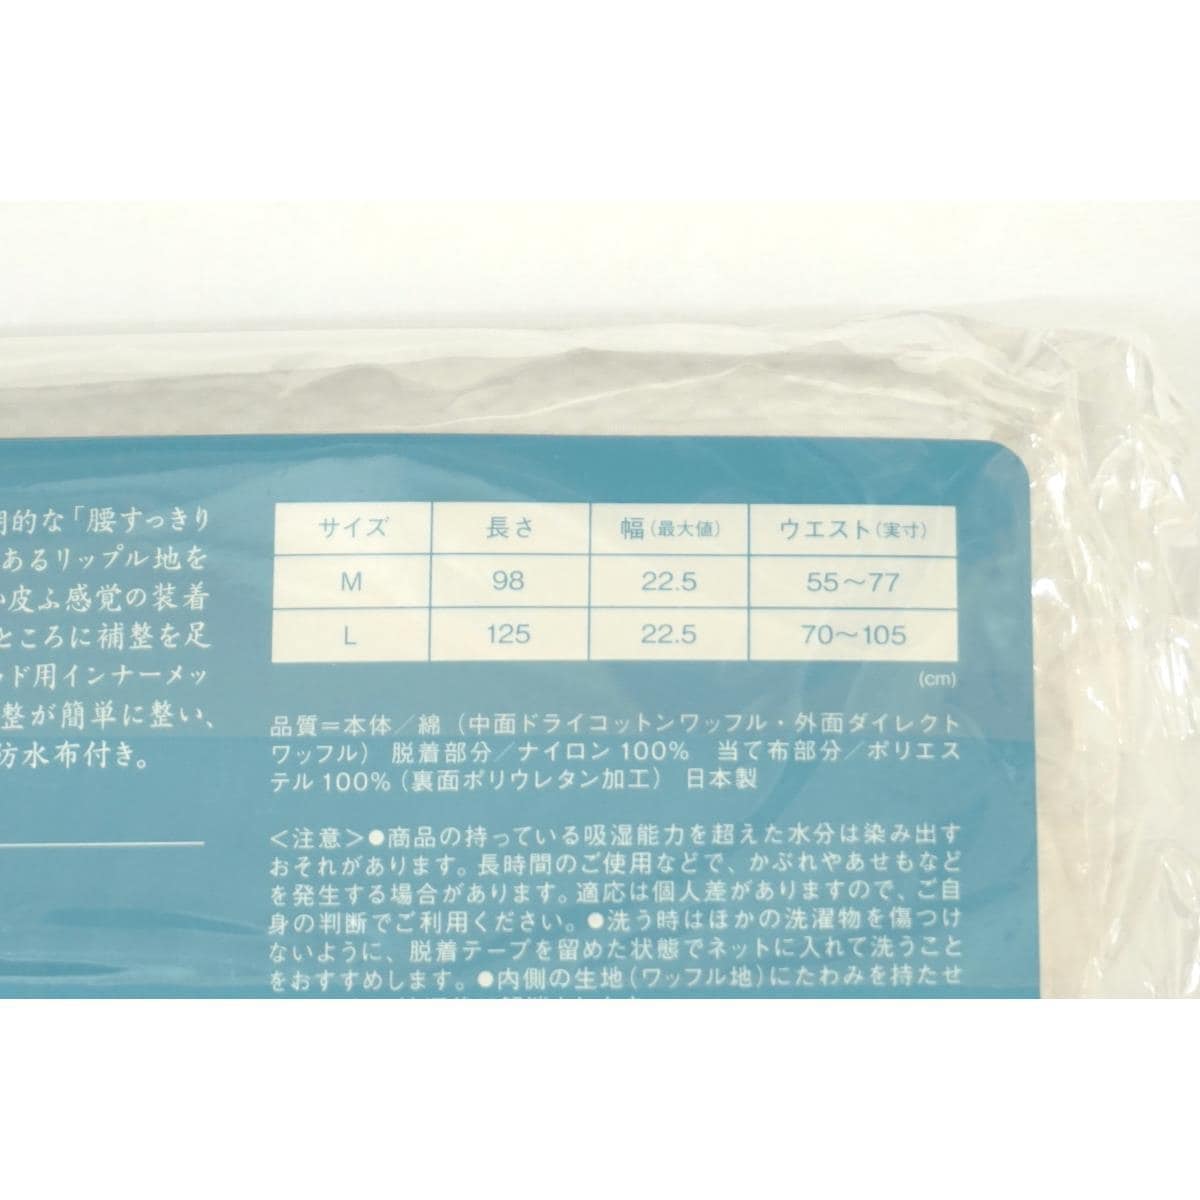 的な「腰すっきり
あるリップル地を
皮ふ感覚の装着
ところに補整を足
ッド用インナーメッ
整が簡単に整い、
防水布付き。
サイズ 長さ 幅(最大値) ウエスト(実寸)
M 98 22.5 55〜77
L 125 22.5 70〜105
(cm)
品質=本体/綿(中面ドライコットンワッフル・外面ダイレクト
ワッフル) 脱着部分/ナイロン100% 当て布部分/ポリエス
テル100%(裏面ポリウレタン加工) 日本製
<注意>●商品の持っている吸湿能力を超えた水分は染み出す
おそれがあります。長時間のご使用などで、かぶれやあせもなど
を発生する場合があります。適応は個人差がありますので、ご自
身の判断でご利用ください。●洗う時はほかの洗濯物を傷つけ
ないように、脱着テープを留めた状態でネットに入れて洗うこと
をおすすめします。●内側の生地(ワッフル地)にたわみを持たせ